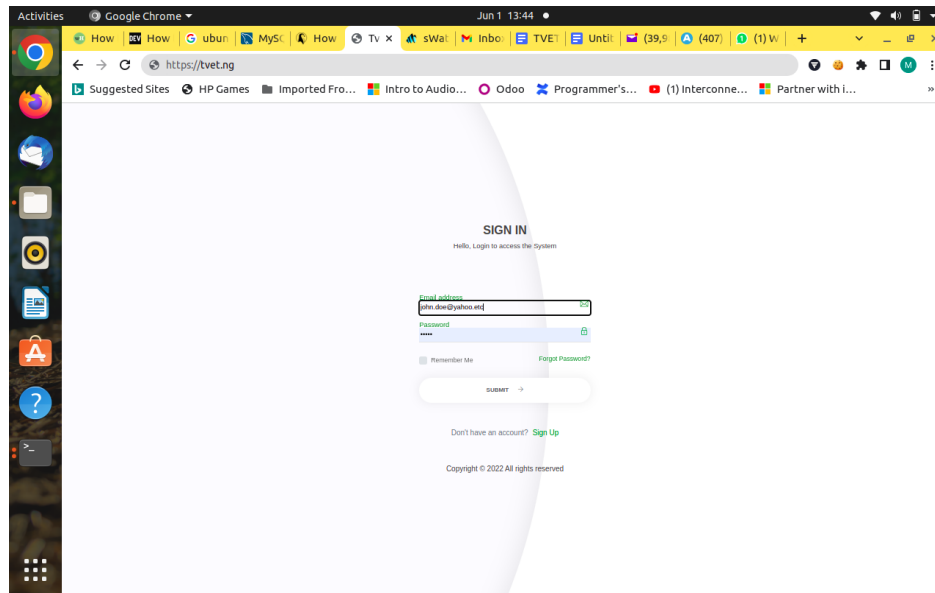 Activities Google Chrome Jun 1 13:44
How How ubun MySC How Tv sWat Inbo TVET Untit (39,9 (407) (1) W
https://tvet.ng M
Suggested Sites HP Games Imported Fro... Intro to Audio... Odoo Programmer's... (1) Interconne... Partner with i...
SIGN IN
Hello, Login to access the System
Email address
john.doe@yahoo.etc
Password
•••••
Remember Me Forgot Password?
SUBMIT
Don't have an account? Sign Up
Copyright © 2022 All rights reserved